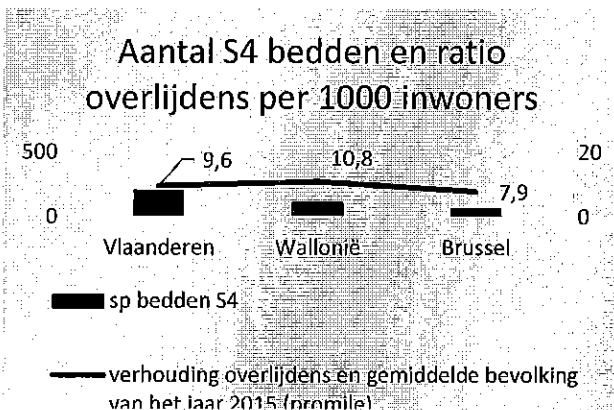 Aantal S4 bedden en ratio
overlijdens per 1000 inwoners
500
9,6
10,8
20
0
7,9
0
Vlaanderen
Wallonië
Brussel
sp bedden S4
verhouding overlijdens en gemiddelde bevolking
van het jaar 2015 (promile)